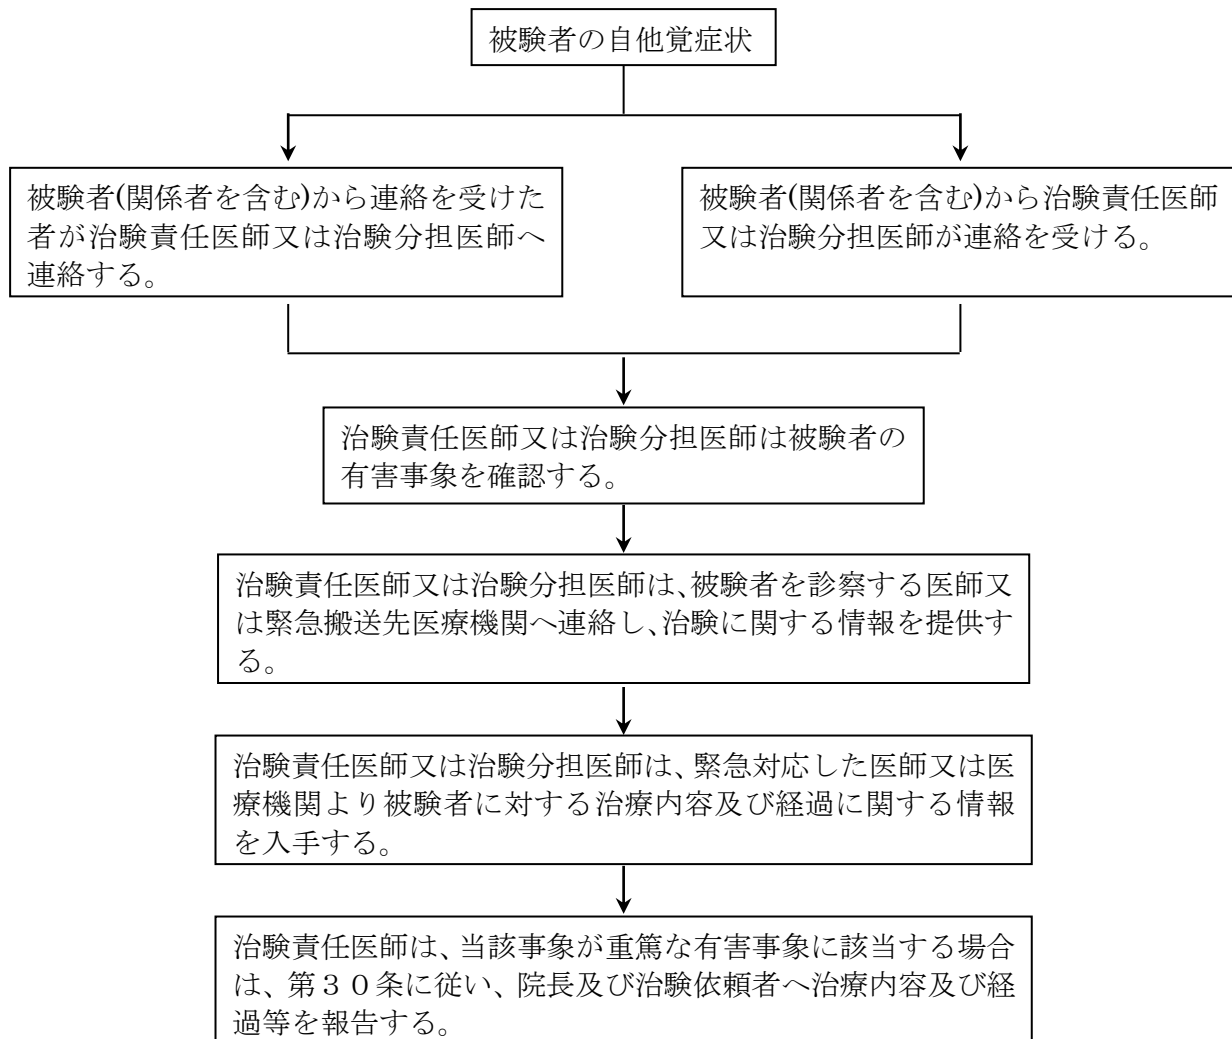 被験者の自他覚症状
被験者(関係者を含む)から連絡を受けた
者が治験責任医師又は治験分担医師へ
連絡する。
被験者(関係者を含む)から治験責任医師
又は治験分担医師が連絡を受ける。
治験責任医師又は治験分担医師は被験者の
有害事象を確認する。
治験責任医師又は治験分担医師は、被験者を診察する医師又
は緊急搬送先医療機関へ連絡し、治験に関する情報を提供す
る。
治験責任医師又は治験分担医師は、緊急対応した医師又は医
療機関より被験者に対する治療内容及び経過に関する情報
を入手する。
治験責任医師は、当該事象が重篤な有害事象に該当する場合
は、第３０条に従い、院長及び治験依頼者へ治療内容及び経
過等を報告する。